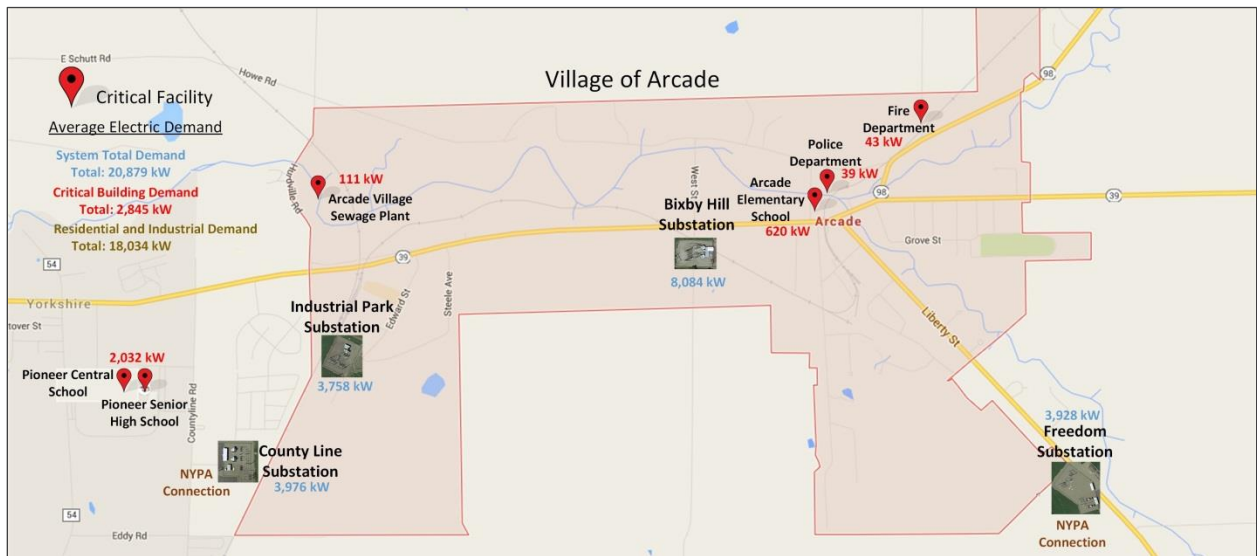 E Schutt Rd
Howe Rd
Village of Arcade
98
Critical Facility
Average Electric Demand
System Total Demand
Total: 20,879 kW
Critical Building Demand
Total: 2,845 kW
Residential and Industrial Demand
Total: 18,034 kW
54
Yorkshire
tover St
Hurdville Rd
111 kW
Arcade Village
Sewage Plant
39
Fire
Department
43 kW
Police
Department
39 kW
98
39
West St
Arcade
Elementary
School
620 kW
Arcade
Grove St
Bixby Hill
Substation
8,084 kW
Industrial Park
Substation
3,758 kW
Edward St
Steele Ave
Liberty St
2,032 kW
Pioneer Central
School
Pioneer Senior
High School
Countyline Rd
County Line
Substation
3,976 kW
NYPA
Connection
3,928 kW
Freedom
Substation
NYPA
Connection
54
Eddy Rd